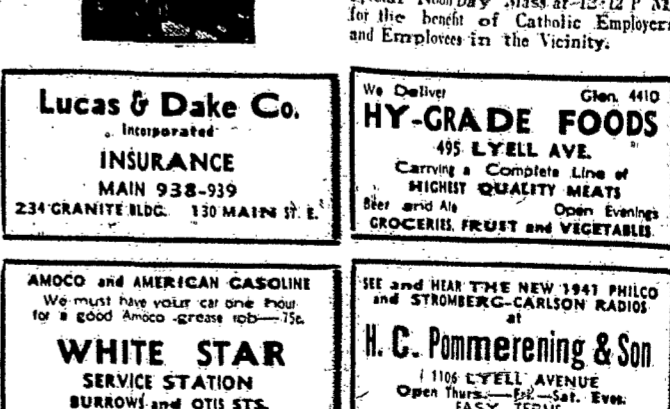 Noon Day Mass at 12:12 P. M.
for the benefit of Catholic Employers
and Employees in the Vicinity.
Lucas & Dake Co.
Incorporated
INSURANCE
MAIN 938-939
234 GRANITE BLDG. 130 MAIN ST. E.
We Deliver Glen. 4410
HY-GRADE FOODS
495 LYELL AVE.
Carrying a Complete Line of
HIGHEST QUALITY MEATS
Beer and Ale Open Evenings
GROCERIES, FRUIT and VEGETABLES
AMOCO and AMERICAN GASOLINE
We must have your car one hour
for a good Amoco grease job—75c.
WHITE STAR
SERVICE STATION
BURROWS and OTIS STS.
SEE and HEAR THE NEW 1941 PHILCO
and STROMBERG-CARLSON RADIOS
at
H. C. Pommerening & Son
1106 LYELL AVENUE
Open Thurs.—Fri.—Sat. Eves.
EASY TERMS